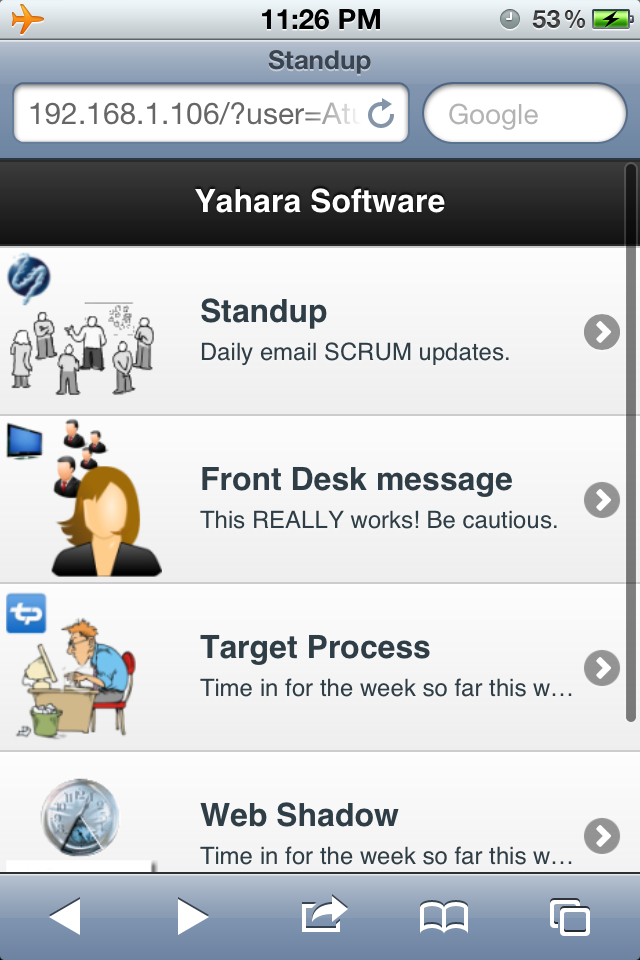 11:26 PM
53%
Standup
192.168.1.106/?user=Atu
Google
Yahara Software
Standup
Daily email SCRUM updates.
Front Desk message
This REALLY works! Be cautious.
tp
Target Process
Time in for the week so far this w…
Web Shadow
Time in for the week so far this w…